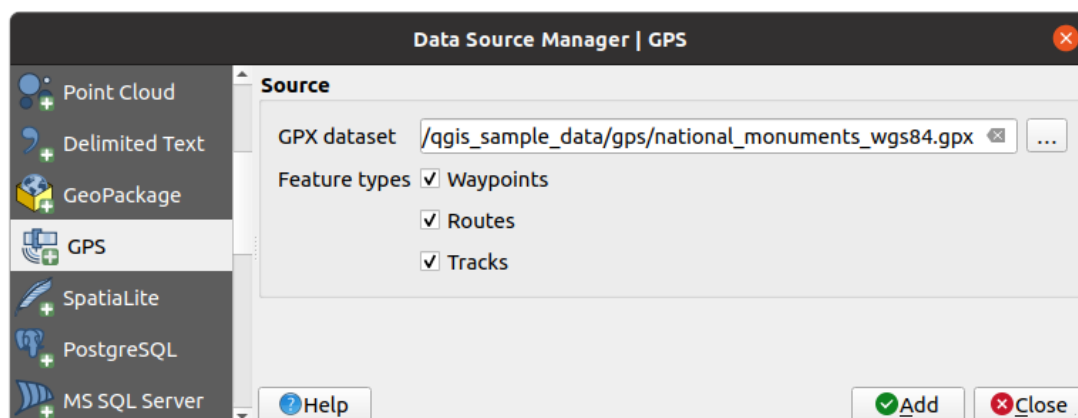 Data Source Manager | GPS
Point Cloud
Delimited Text
GeoPackage
GPS
SpatiaLite
PostgreSQL
MS SQL Server
Source
GPX dataset /qgis_sample_data/gps/national_monuments_wgs84.gpx ...
Feature types Waypoints
Routes
Tracks
Help Add Close